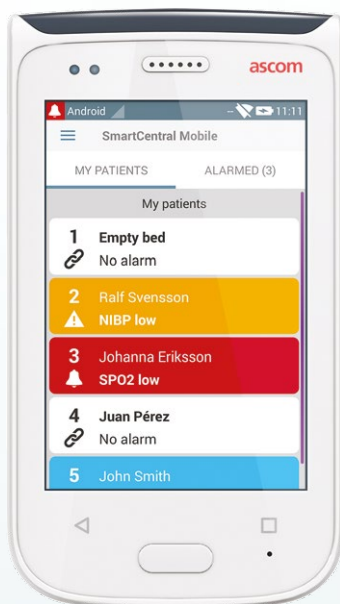 ascom
Android 11:11
SmartCentral Mobile
MY PATIENTS ALARMED (3)
My patients
1 Empty bed
No alarm
2 Ralf Svensson
NIBP low
3 Johanna Eriksson
SPO2 low
4 Juan Pérez
No alarm
5 John Smith